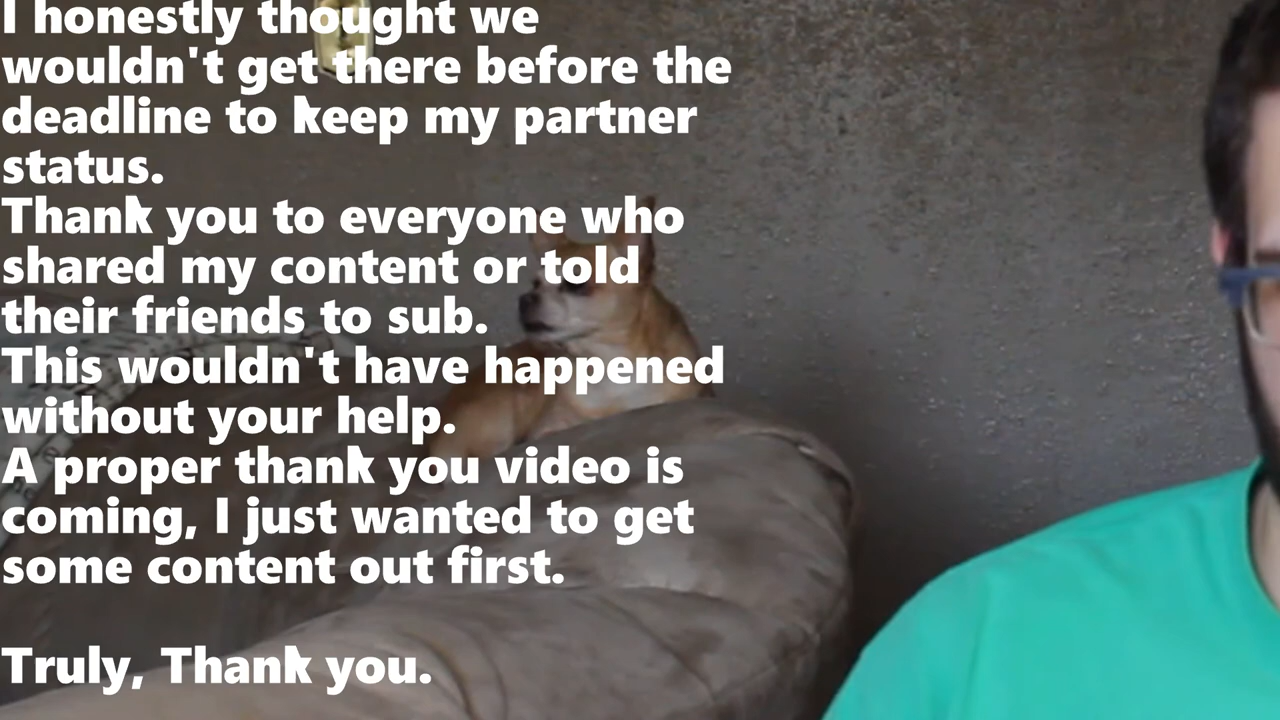 I honestly thought we
wouldn't get there before the
deadline to keep my partner
status.
Thank you to everyone who
shared my content or told
their friends to sub.
This wouldn't have happened
without your help.
A proper thank you video is
coming, I just wanted to get
some content out first.
Truly, Thank you.